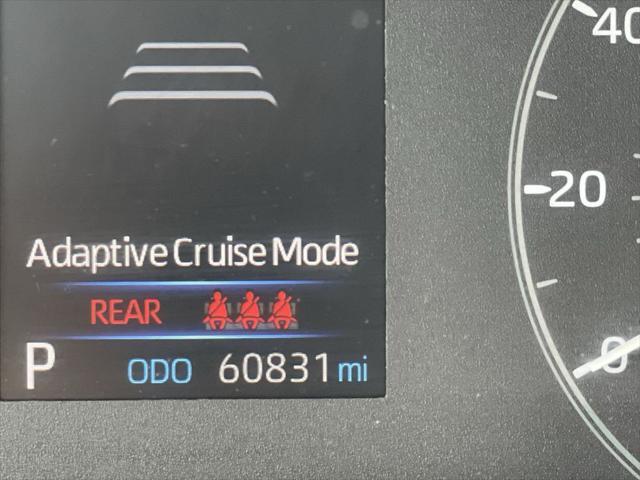 40
20
Adaptive Cruise Mode
REAR
P ODO 60831 mi
0